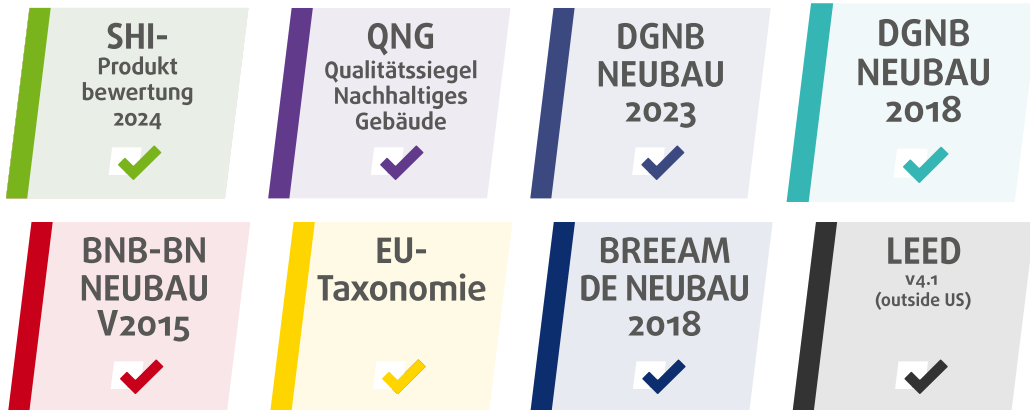 SHI-
Produkt
bewertung
2024
QNG
Qualitätssiegel
Nachhaltiges
Gebäude
DGNB
NEUBAU
2023
DGNB
NEUBAU
2018
BNB-BN
NEUBAU
V2015
EU-
Taxonomie
BREEAM
DE NEUBAU
2018
LEED
v4.1
(outside US)